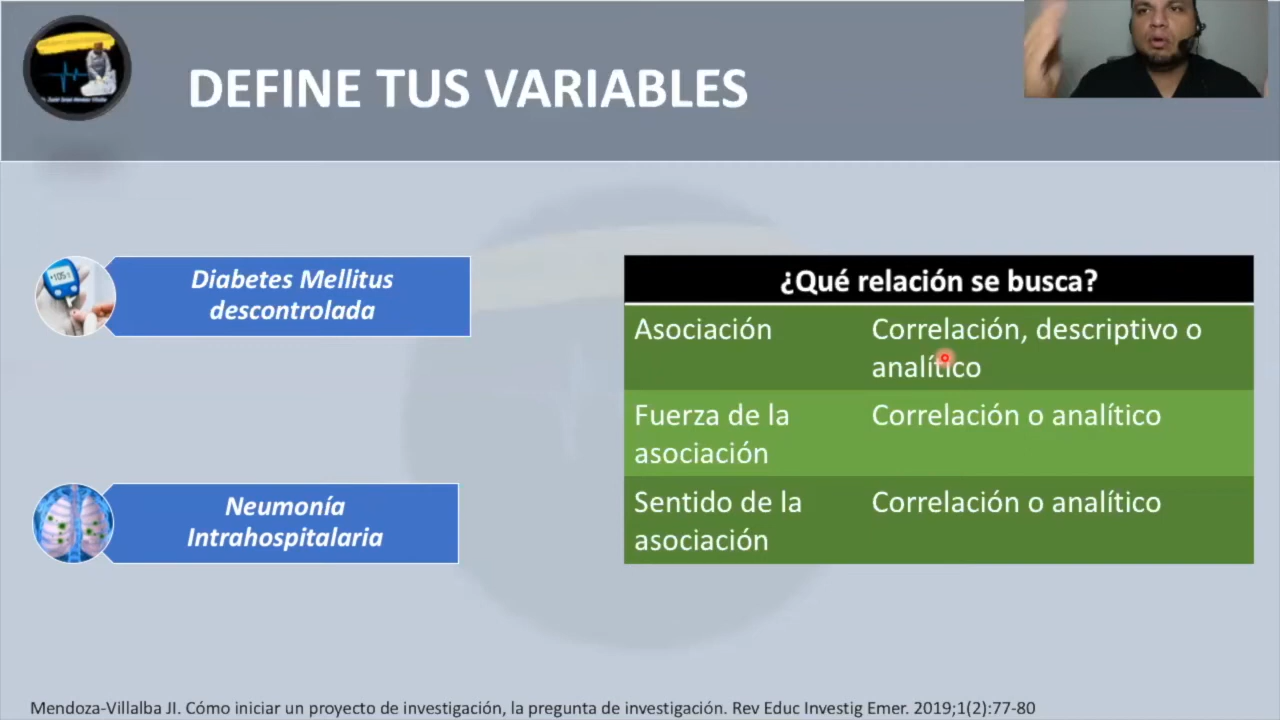 DEFINE TUS VARIABLES
Diabetes Mellitus
descontrolada
Neumonía
Intrahospitalaria
¿Qué relación se busca?
Asociación
Correlación, descriptivo o
analítico
Fuerza de la
asociación
Correlación o analítico
Sentido de la
asociación
Correlación o analítico
Mendoza-Villalba JI. Cómo iniciar un proyecto de investigación, la pregunta de investigación. Rev Educ Investig Emer. 2019;1(2):77-80